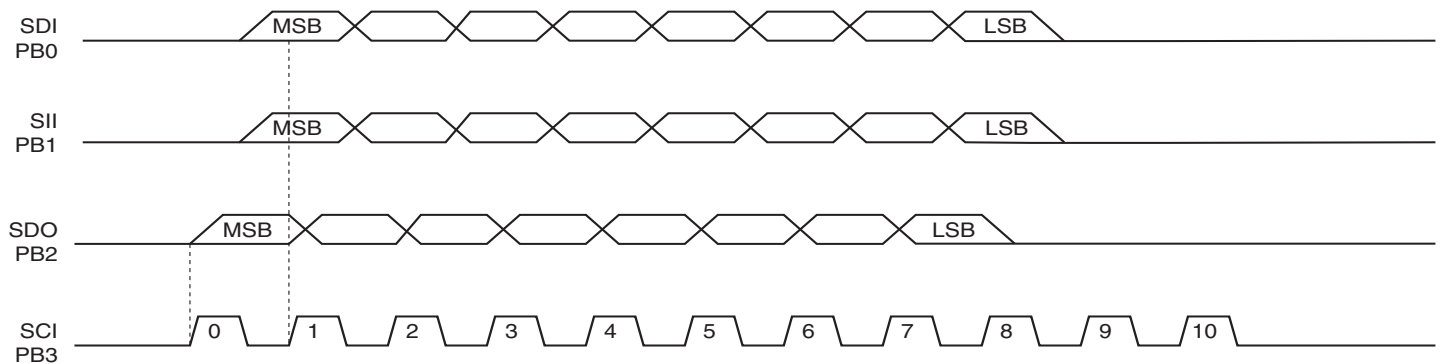 SDI
PB0
MSB
LSB
SII
PB1
MSB
LSB
SDO
PB2
MSB
LSB
SCI
PB3
0 1 2 3 4 5 6 7 8 9 10